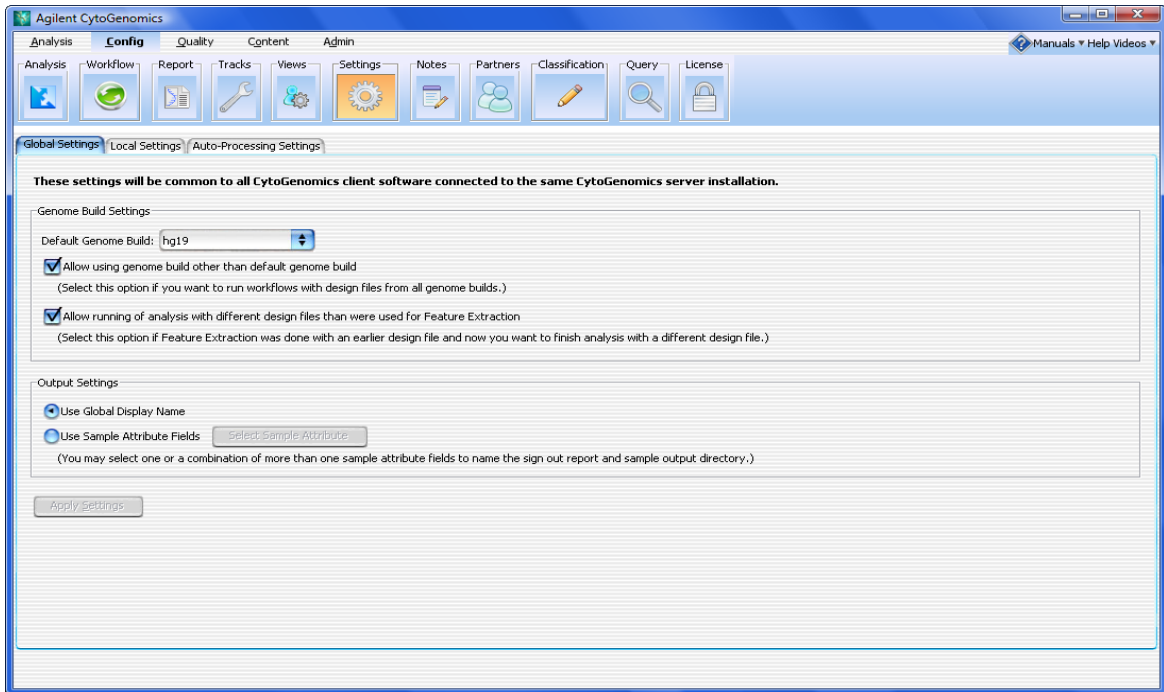 Agilent CytoGenomics
Analysis Config Quality Content Admin Manuals Help Videos
Analysis Workflow Report Tracks Views Settings Notes Partners Classification Query License
Global Settings Local Settings Auto-Processing Settings
These settings will be common to all CytoGenomics client software connected to the same CytoGenomics server installation.
Genome Build Settings
Default Genome Build: hg19
Allow using genome build other than default genome build
(Select this option if you want to run workflows with design files from all genome builds.)
Allow running of analysis with different design files than were used for Feature Extraction
(Select this option if Feature Extraction was done with an earlier design file and now you want to finish analysis with a different design file.)
Output Settings
Use Global Display Name
Use Sample Attribute Fields Select Sample Attribute
(You may select one or a combination of more than one sample attribute fields to name the sign out report and sample output directory.)
Apply Settings